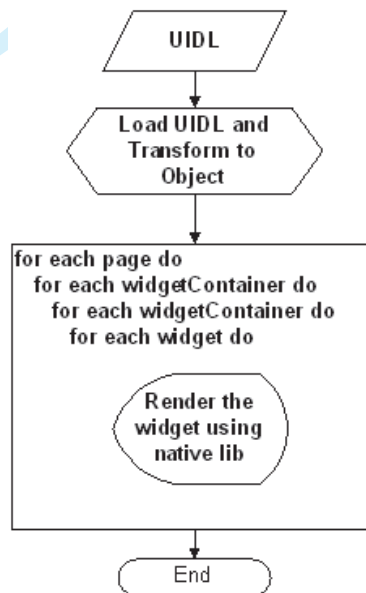 UIDL
Load UIDL and
Transform to
Object
for each page do
for each widgetContainer do
for each widgetContainer do
for each widget do
Render the
widget using
native lib
End